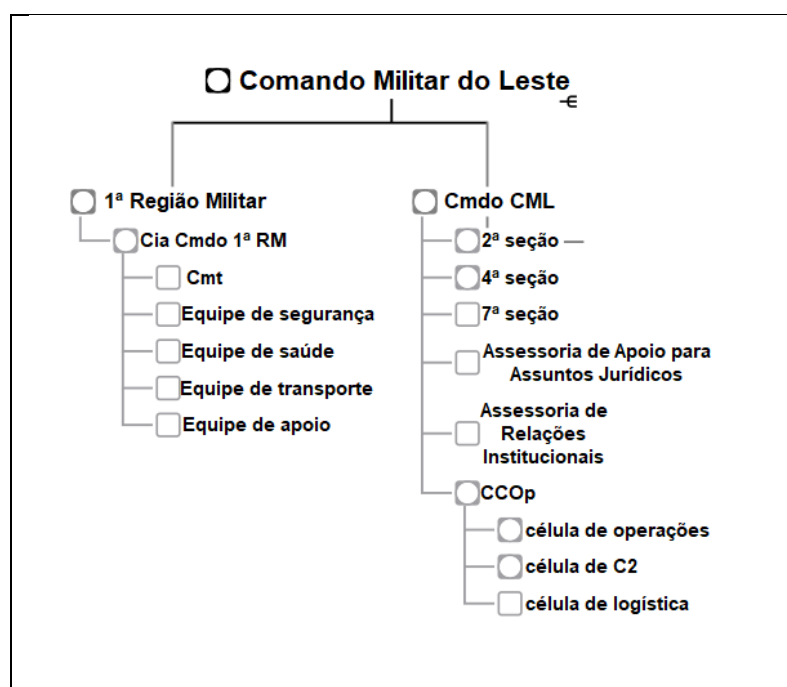 Comando Militar do Leste
1ª Região Militar
Cia Cmdo 1ª RM
Cmt
Equipe de segurança
Equipe de saúde
Equipe de transporte
Equipe de apoio
Cmdo CML
2ª seção
4ª seção
7ª seção
Assessoria de Apoio para
Assuntos Jurídicos
Assessoria de
Relações
Institucionais
CCOp
célula de operações
célula de C2
célula de logística